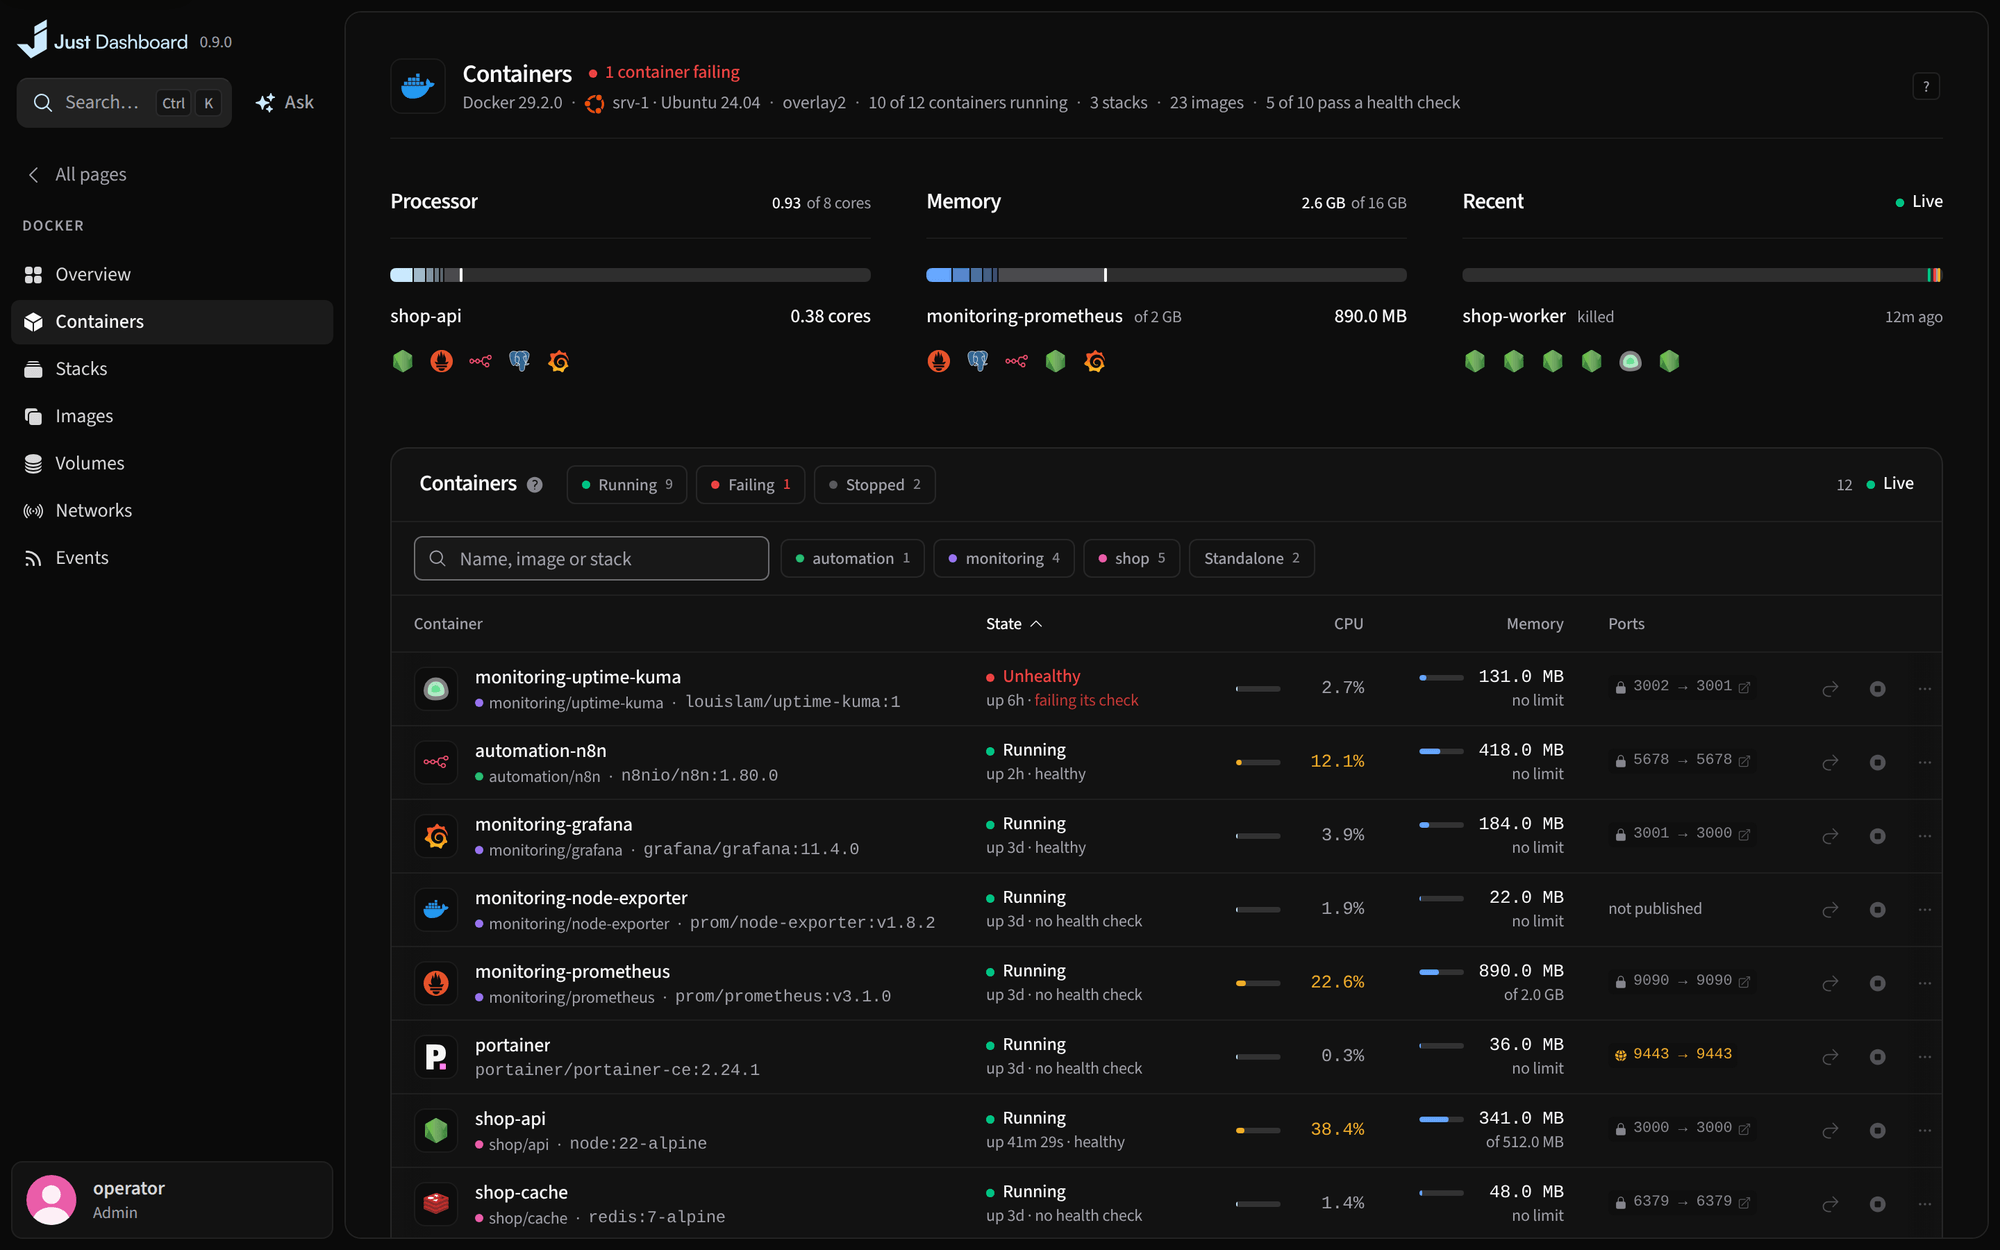 Just Dashboard 0.9.0
Search... Ctrl K
Ask
All pages
DOCKER
Overview
Containers
Stacks
Images
Volumes
Networks
Events
operator
Admin
Containers 1 container failing
Docker 29.2.0 · srv-1 · Ubuntu 24.04 · overlay2 · 10 of 12 containers running · 3 stacks · 23 images · 5 of 10 pass a health check
?
Processor 0.93 of 8 cores
shop-api 0.38 cores
Memory 2.6 GB of 16 GB
monitoring-prometheus of 2 GB 890.0 MB
Recent Live
shop-worker killed 12m ago
Containers ? Running 9 Failing 1 Stopped 2 12 Live
Name, image or stack automation 1 monitoring 4 shop 5 Standalone 2
Container State CPU Memory Ports
monitoring-uptime-kuma Unhealthy 2.7% 131.0 MB 3002 → 3001
monitoring/uptime-kuma · louislam/uptime-kuma:1 up 6h · failing its check no limit
automation-n8n Running 12.1% 418.0 MB 5678 → 5678
automation/n8n · n8nio/n8n:1.80.0 up 2h · healthy no limit
monitoring-grafana Running 3.9% 184.0 MB 3001 → 3000
monitoring/grafana · grafana/grafana:11.4.0 up 3d · healthy no limit
monitoring-node-exporter Running 1.9% 22.0 MB not published
monitoring/node-exporter · prom/node-exporter:v1.8.2 up 3d · no health check no limit
monitoring-prometheus Running 22.6% 890.0 MB 9090 → 9090
monitoring/prometheus · prom/prometheus:v3.1.0 up 3d · no health check of 2.0 GB
portainer Running 0.3% 36.0 MB 9443 → 9443
portainer/portainer-ce:2.24.1 up 3d · no health check no limit
shop-api Running 38.4% 341.0 MB 3000 → 3000
shop/api · node:22-alpine up 41m 29s · healthy of 512.0 MB
shop-cache Running 1.4% 48.0 MB 6379 → 6379
shop/cache · redis:7-alpine up 3d · no health check no limit